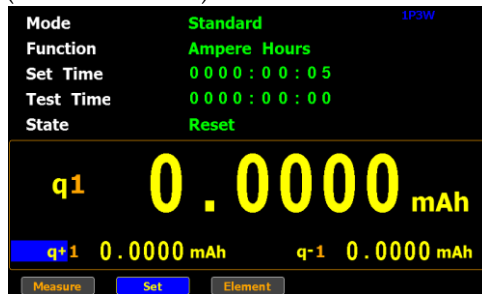 Mode Standard 1P3W
Function Ampere Hours
Set Time 0000:00:05
Test Time 0000:00:00
State Reset
q1 0.0000 mAh
q+1 0.0000 mAh q-1 0.0000 mAh
Measure Set Element